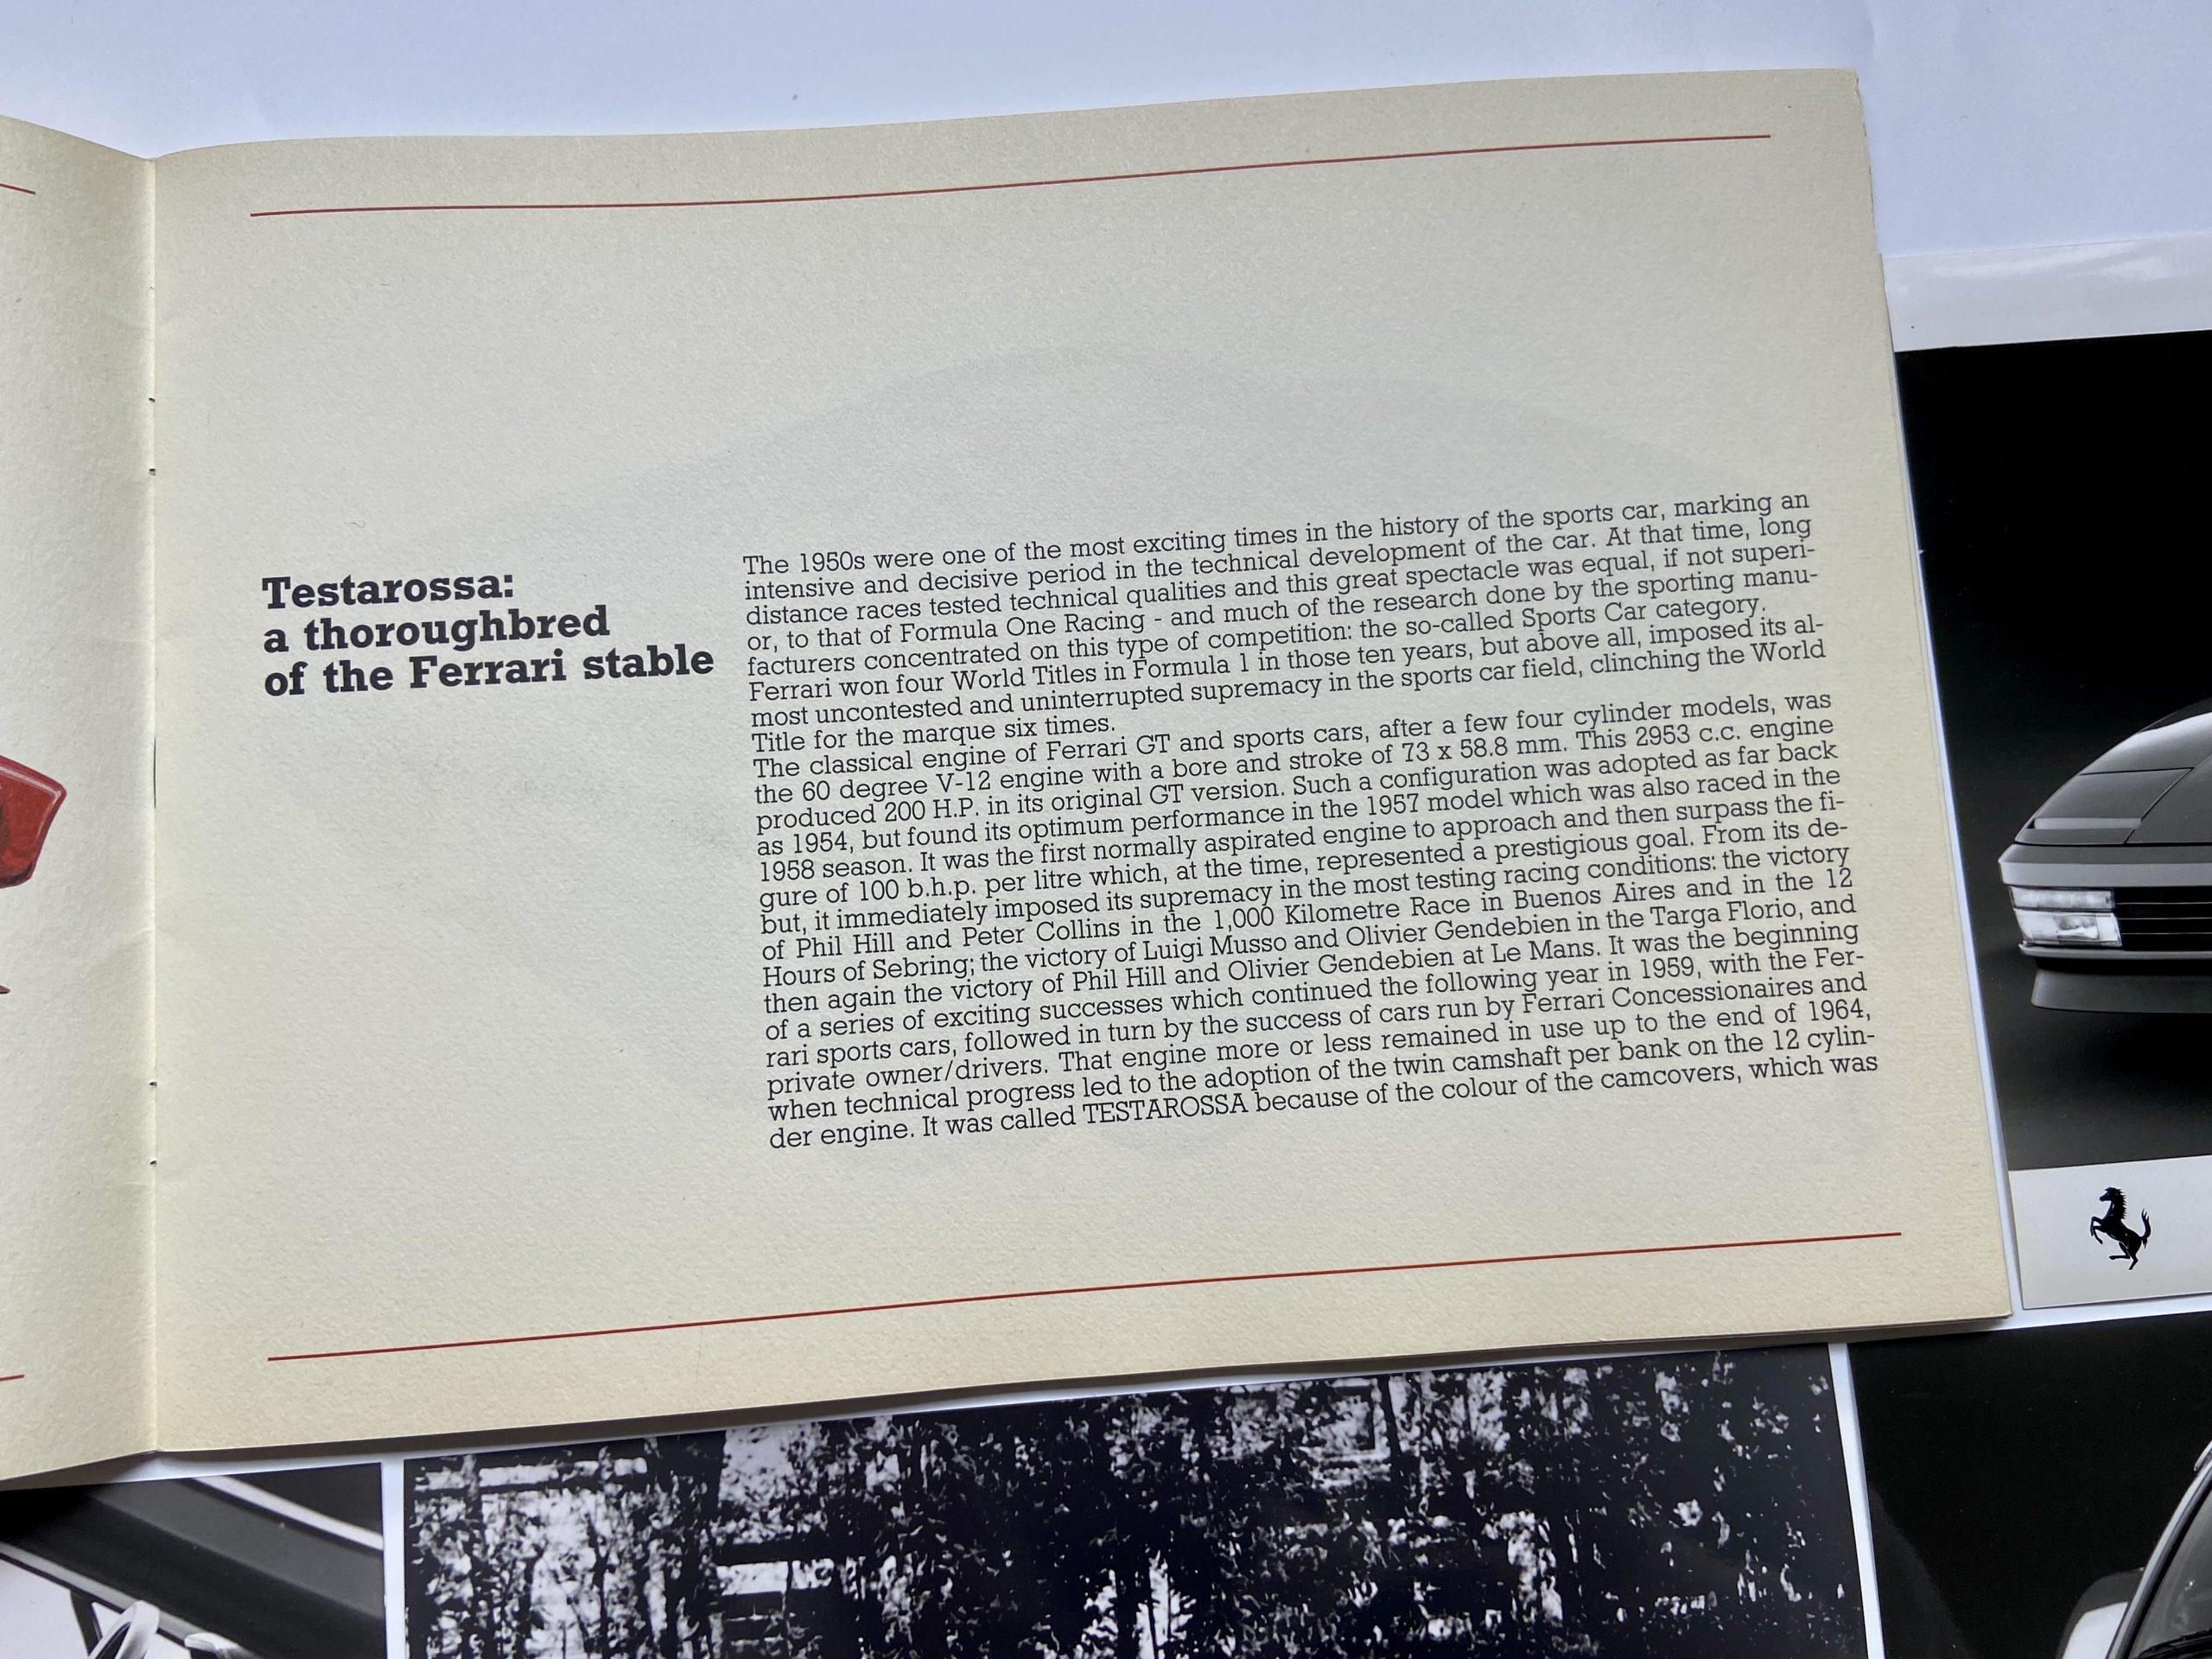 Testarossa:
a thoroughbred
of the Ferrari stable
The 1950s were one of the most exciting times in the history of the sports car, marking an
intensive and decisive period in the technical development of the car. At that time, long
distance races tested technical qualities and this great spectacle was equal, if not superi-
or, to that of Formula One Racing - and much of the research done by the sporting manu-
facturers concentrated on this type of competition: the so-called Sports Car category.
Ferrari won four World Titles in Formula 1 in those ten years, but above all, imposed its al-
most uncontested and uninterrupted supremacy in the sports car field, clinching the World
Title for the marque six times.
The classical engine of Ferrari GT and sports cars, after a few four cylinder models, was
the 60 degree V-12 engine with a bore and stroke of 73 x 58.8 mm. This 2953 c.c. engine
produced 200 H.P. in its original GT version. Such a configuration was adopted as far back
as 1954, but found its optimum performance in the 1957 model which was also raced in the
1958 season. It was the first normally aspirated engine to approach and then surpass the fi-
gure of 100 b.h.p. per litre which, at the time, represented a prestigious goal. From its de-
but, it immediately imposed its supremacy in the most testing racing conditions: the victory
of Phil Hill and Peter Collins in the 1,000 Kilometre Race in Buenos Aires and in the 12
Hours of Sebring; the victory of Luigi Musso and Olivier Gendebien in the Targa Florio, and
then again the victory of Phil Hill and Olivier Gendebien at Le Mans. It was the beginning
of a series of exciting successes which continued the following year in 1959, with the Fer-
rari sports cars, followed in turn by the success of cars run by Ferrari Concessionaires and
private owner/drivers. That engine more or less remained in use up to the end of 1964,
when technical progress led to the adoption of the twin camshaft per bank on the 12 cylin-
der engine. It was called TESTAROSSA because of the colour of the camcovers, which was